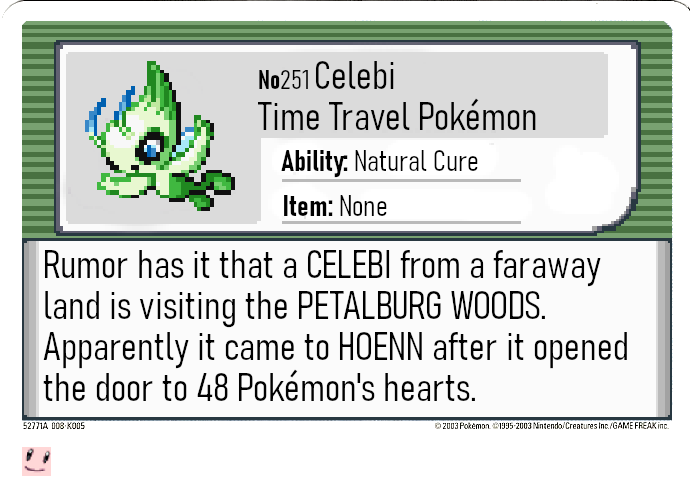 No251 Celebi
Time Travel Pokémon
Ability: Natural Cure
Item: None
Rumor has it that a CELEBI from a faraway
land is visiting the PETALBURG WOODS.
Apparently it came to HOENN after it opened
the door to 48 Pokémon's hearts.
52771A 008-K005
© 2003 Pokémon. ©1995-2003 Nintendo/Creatures Inc./GAME FREAK inc.